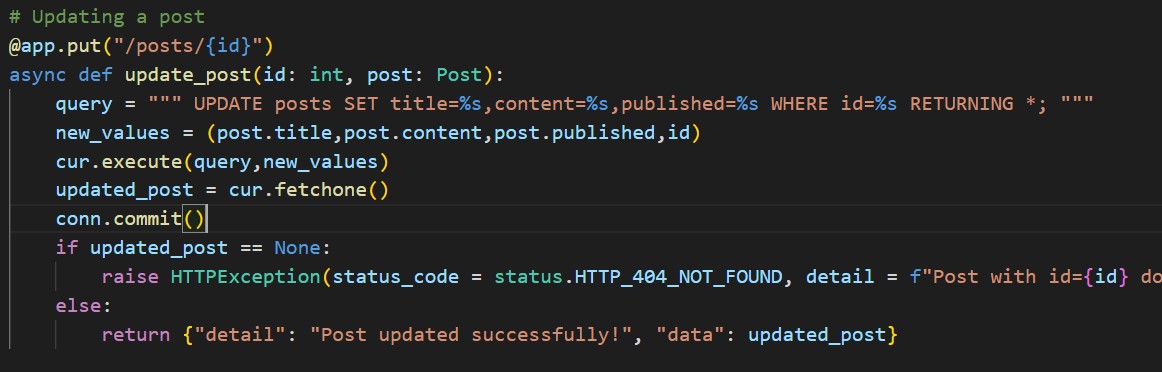 # Updating a post
@app.put("/posts/{id}")
async def update_post(id: int, post: Post):
    query = """ UPDATE posts SET title=%s,content=%s,published=%s WHERE id=%s RETURNING *; """
    new_values = (post.title,post.content,post.published,id)
    cur.execute(query,new_values)
    updated_post = cur.fetchone()
    conn.commit()
    if updated_post == None:
        raise HTTPException(status_code = status.HTTP_404_NOT_FOUND, detail = f"Post with id={id} do
    else:
        return {"detail": "Post updated successfully!", "data": updated_post}